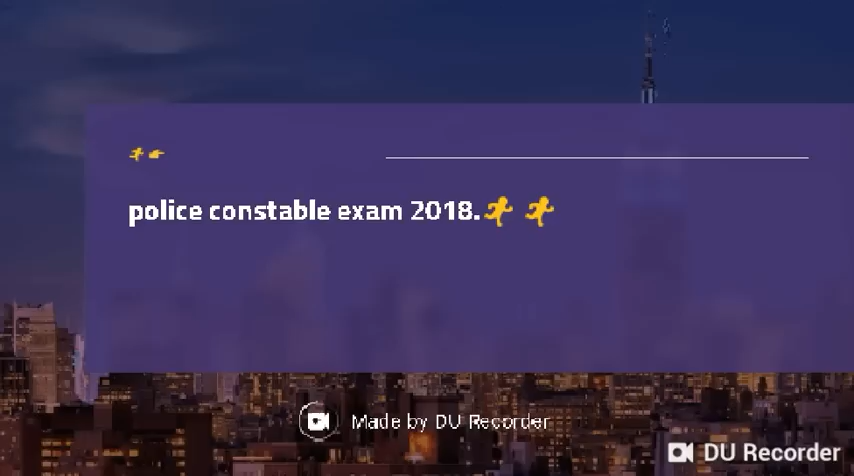 🏃👉
police constable exam 2018.🏃 🏃
Made by DU Recorder
DU Recorder